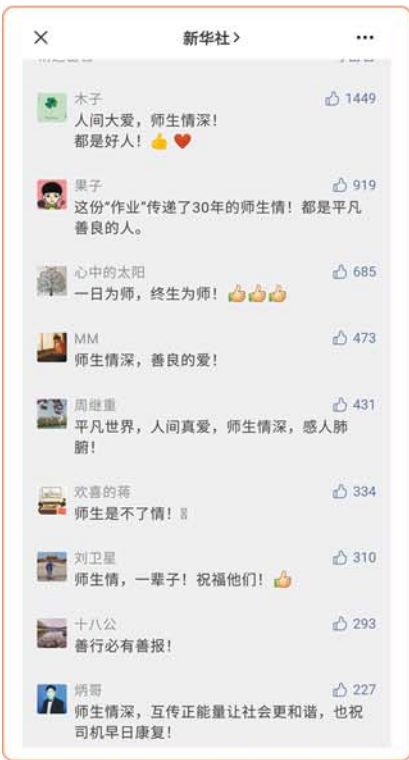 新华社>
木子 1449
人间大爱，师生情深！
都是好人！👍❤️
果子 919
这份“作业”传递了30年的师生情！都是平凡
善良的人。
心中的太阳 685
一日为师，终生为师！👍👍👍
MM 473
师生情深，善良的爱！
周继重 431
平凡世界，人间真爱，师生情深，感人肺
腑！
欢喜的蒋 334
师生是不了情！
刘卫星 310
师生情，一辈子！祝福他们！👍
十八公 293
善行必有善报！
炳哥 227
师生情深，互传正能量让社会更和谐，也祝
司机早日康复！